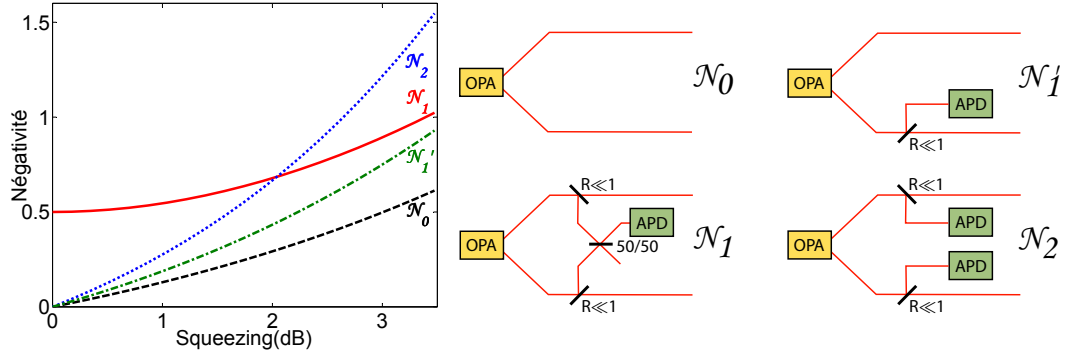 1.5
1
0.5
0
0
1
2
3
Négativité
Squeezing(dB)
𝒩2
𝒩1
𝒩1'
𝒩0
OPA
𝒩0
OPA
APD
R≪1
𝒩1'
R≪1
OPA
APD
50/50
R≪1
𝒩1
R≪1
OPA
APD
APD
R≪1
𝒩2